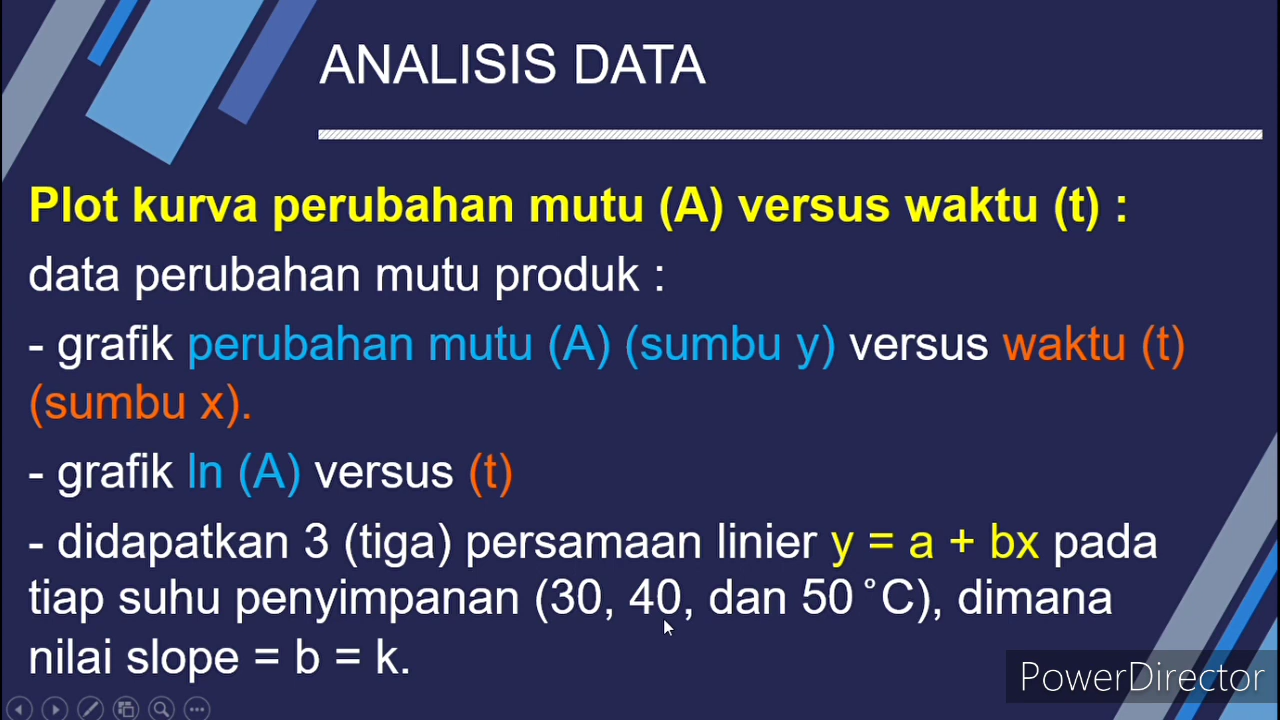 ANALISIS DATA
Plot kurva perubahan mutu (A) versus waktu (t) :
data perubahan mutu produk :
- grafik perubahan mutu (A) (sumbu y) versus waktu (t)
(sumbu x).
- grafik ln (A) versus (t)
- didapatkan 3 (tiga) persamaan linier y = a + bx pada
tiap suhu penyimpanan (30, 40, dan 50 ˚C), dimana
nilai slope = b = k.
PowerDirector